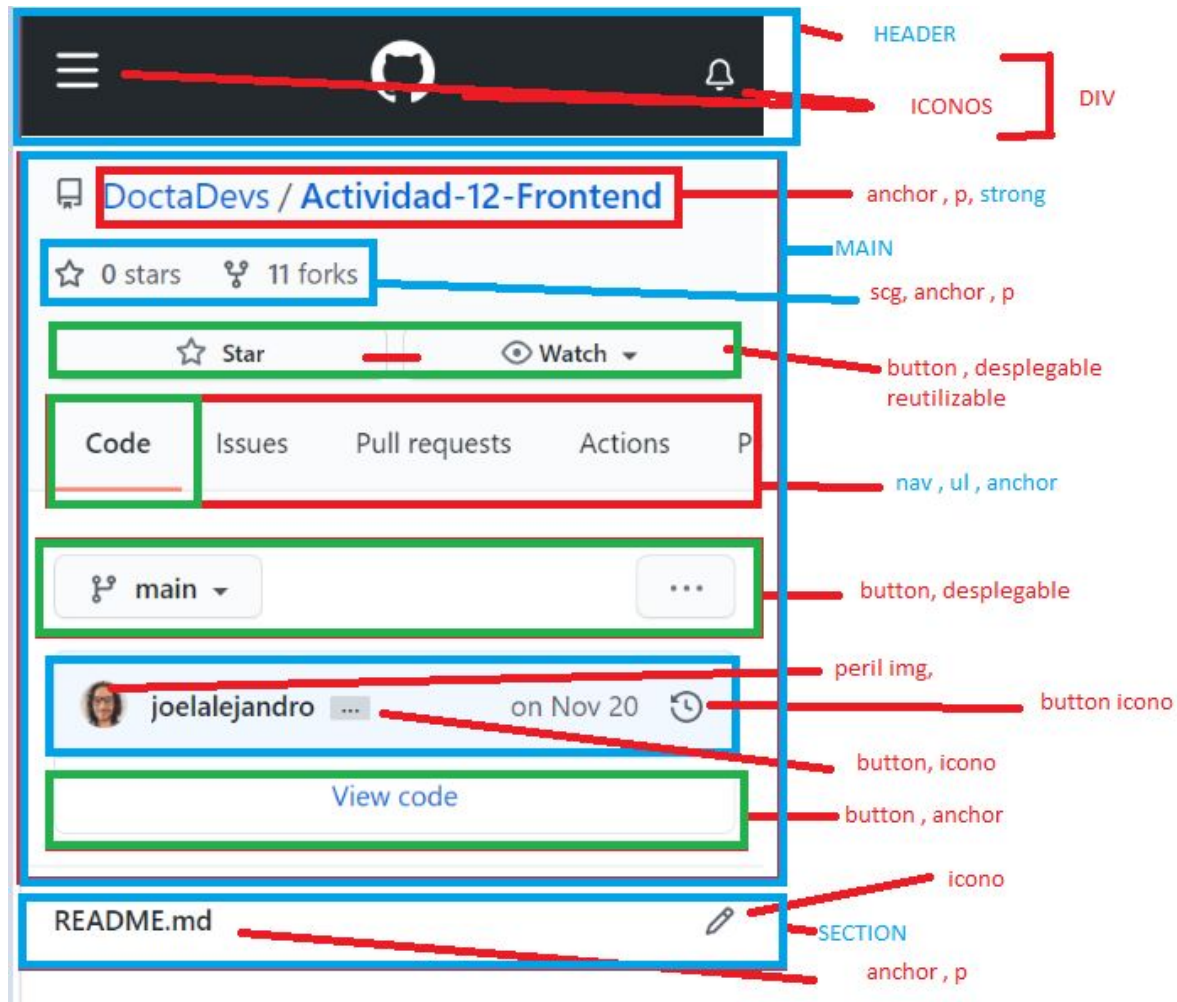 HEADER
ICONOS
DIV
DoctaDevs / Actividad-12-Frontend
anchor , p, strong
MAIN
0 stars 11 forks
scg, anchor , p
Star Watch
button , desplegable
reutilizable
Code Issues Pull requests Actions P
nav , ul , anchor
main ...
button, desplegable
peril img,
joelalejandro ... on Nov 20
button icono
button, icono
View code
button , anchor
icono
README.md
SECTION
anchor , p